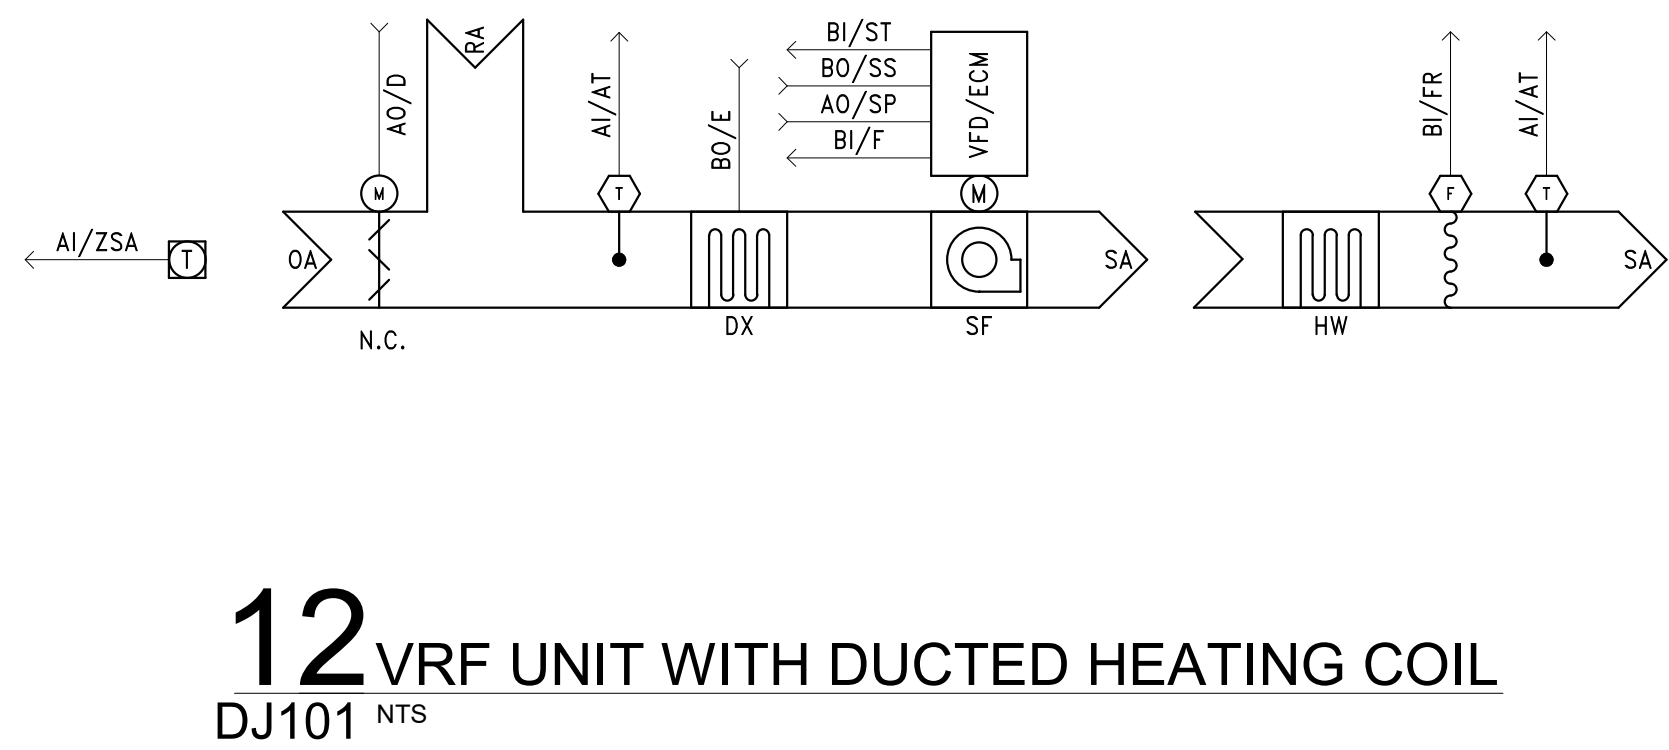 BI/ST
BO/SS
AO/SP
BI/F
VFD/ECM
RA
AO/D
AI/AT
BO/E
BI/FR
AI/AT
M
T
M
F
T
AI/ZSA
T
OA
SA
SA
N.C.
DX
SF
HW
12 VRF UNIT WITH DUCTED HEATING COIL
DJ101 NTS